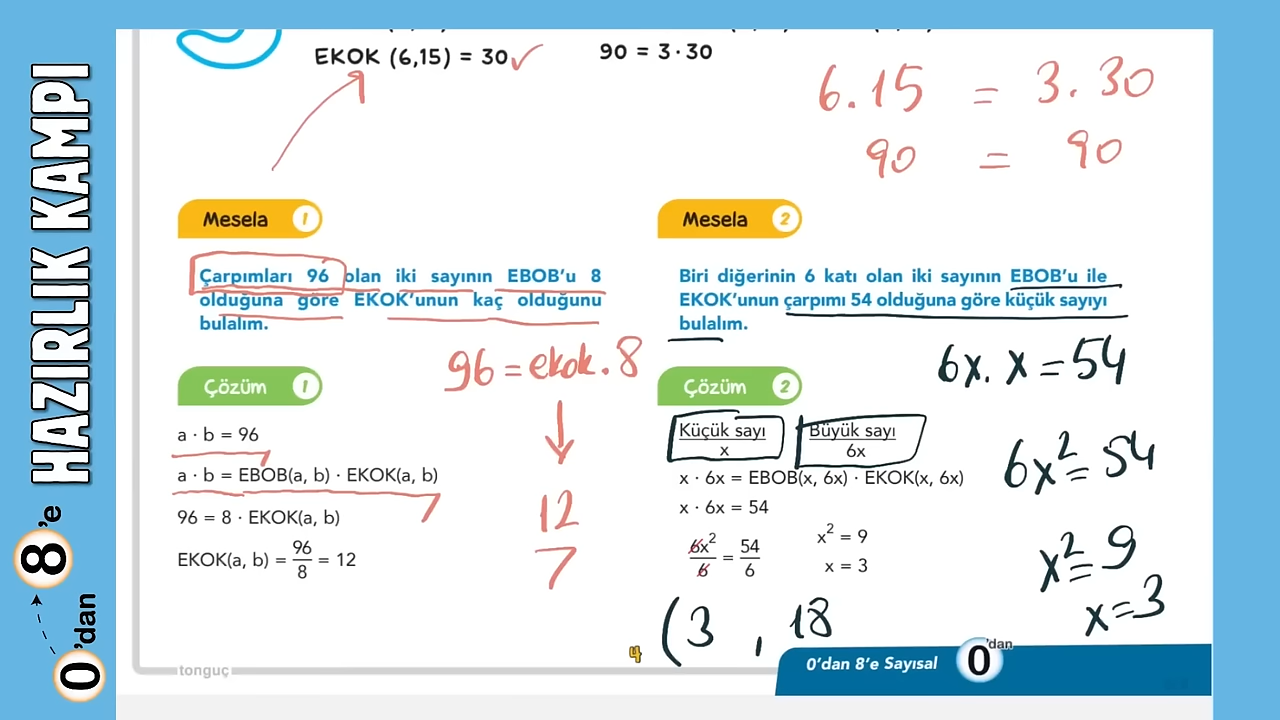 0'dan 8'e HAZIRLIK KAMPI
EKOK (6,15) = 30
90 = 3 · 30
6.15 = 3.30
90 = 90
Mesela 1
Çarpımları 96 olan iki sayının EBOB'u 8
olduğuna göre EKOK'unun kaç olduğunu
bulalım.
96 = ekok.8
12
Çözüm 1
a · b = 96
a · b = EBOB(a, b) · EKOK(a, b)
96 = 8 · EKOK(a, b)
EKOK(a, b) = 96/8 = 12
Mesela 2
Biri diğerinin 6 katı olan iki sayının EBOB'u ile
EKOK'unun çarpımı 54 olduğuna göre küçük sayıyı
bulalım.
6x.x = 54
6x² = 54
x² = 9
x = 3
Çözüm 2
Küçük sayı Büyük sayı
x 6x
x · 6x = EBOB(x, 6x) · EKOK(x, 6x)
x · 6x = 54
6x²/6 = 54/6
x² = 9
x = 3
(3 , 18
4
tonguç
0'dan 8'e Sayısal
0'dan